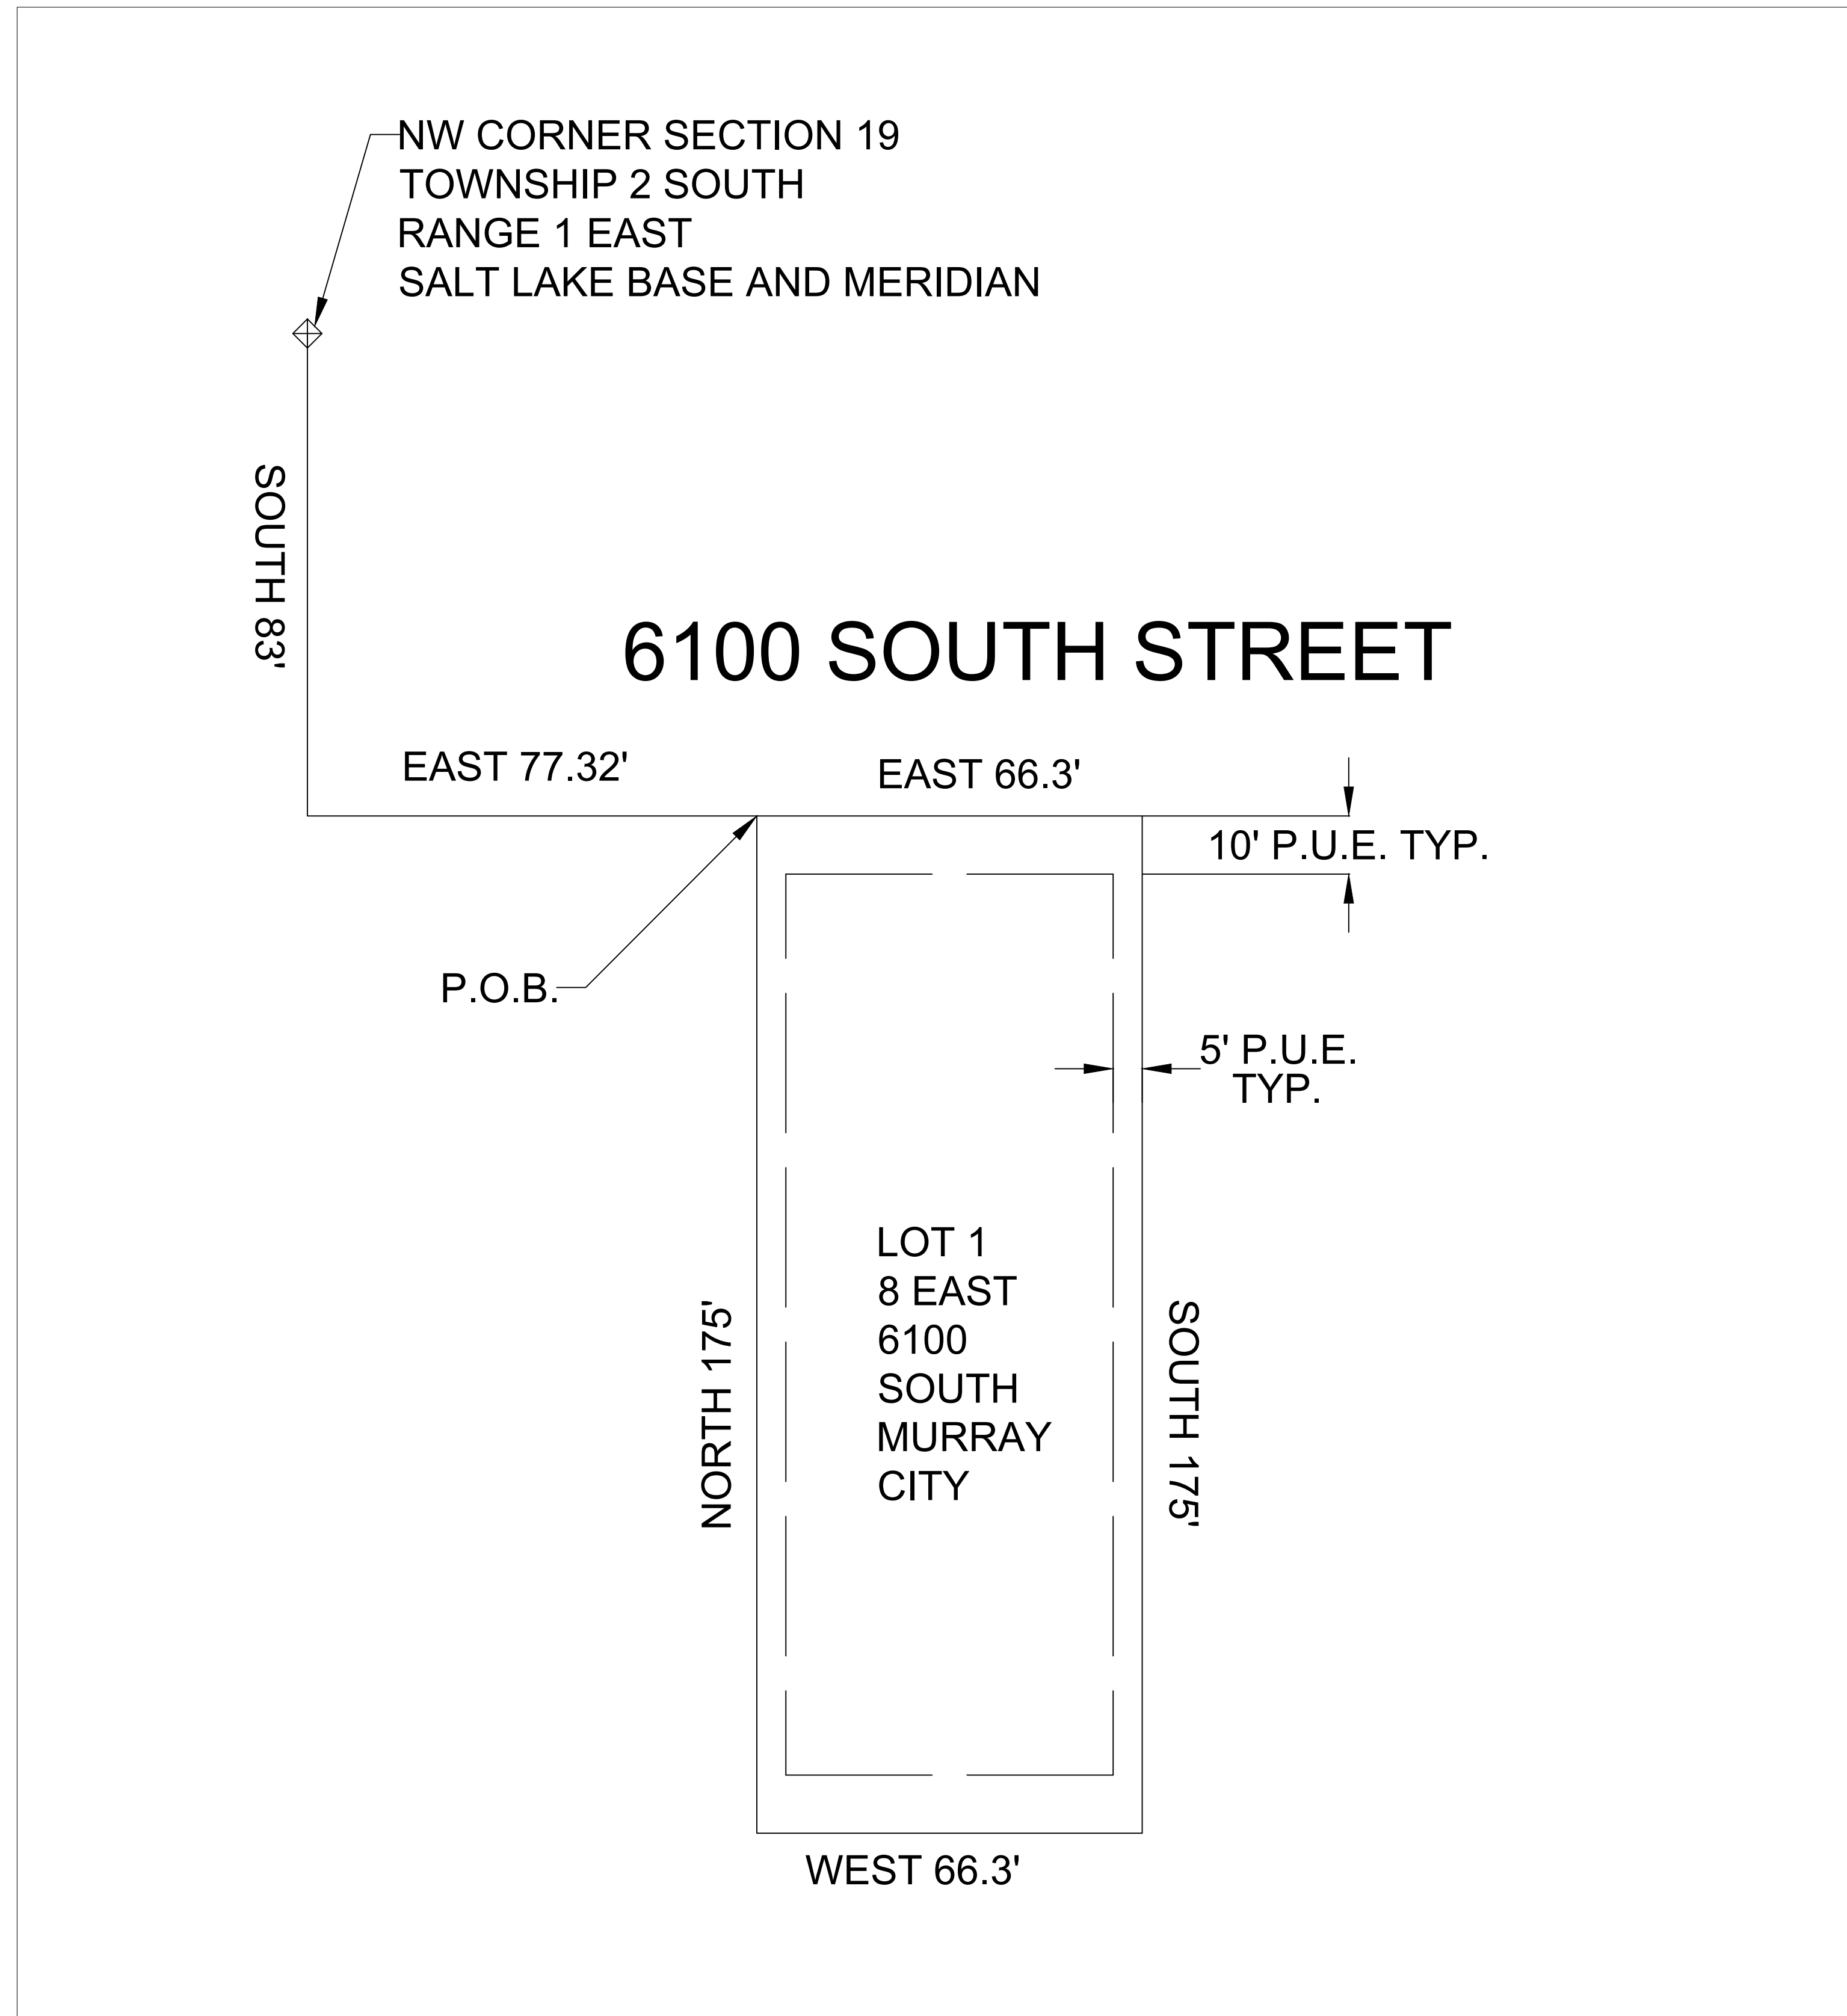 NW CORNER SECTION 19
TOWNSHIP 2 SOUTH
RANGE 1 EAST
SALT LAKE BASE AND MERIDIAN
SOUTH 83'
6100 SOUTH STREET
EAST 77.32'
EAST 66.3'
10' P.U.E. TYP.
P.O.B.
5' P.U.E.
TYP.
LOT 1
8 EAST
6100
SOUTH
MURRAY
CITY
NORTH 175'
SOUTH 175'
WEST 66.3'